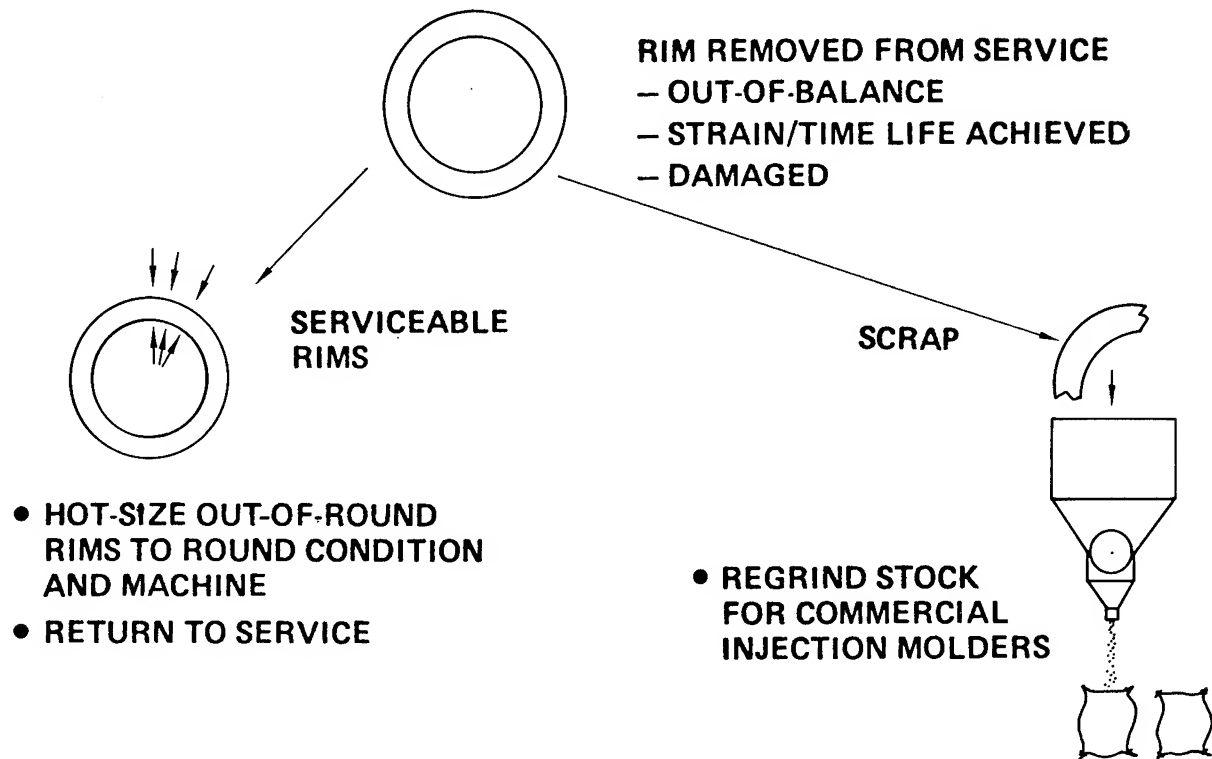 RIM REMOVED FROM SERVICE
– OUT-OF-BALANCE
– STRAIN/TIME LIFE ACHIEVED
– DAMAGED
SERVICEABLE
RIMS
SCRAP
• HOT-SIZE OUT-OF-ROUND
RIMS TO ROUND CONDITION
AND MACHINE
• RETURN TO SERVICE
• REGRIND STOCK
FOR COMMERCIAL
INJECTION MOLDERS